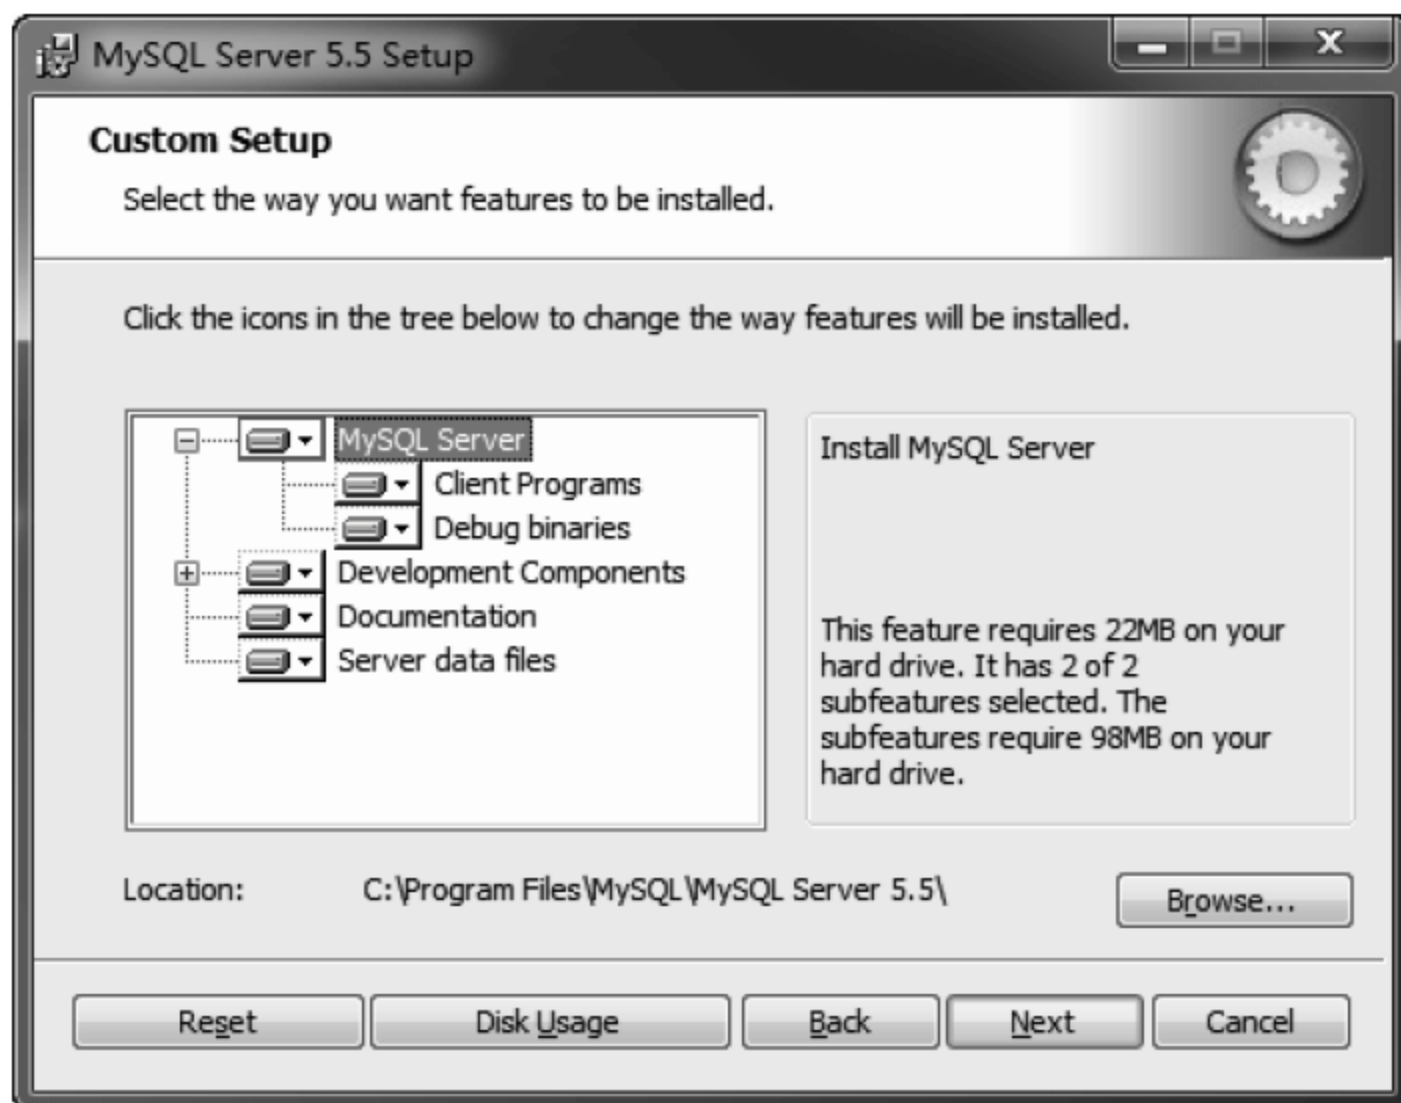 MySQL Server 5.5 Setup
Custom Setup
Select the way you want features to be installed.
Click the icons in the tree below to change the way features will be installed.
MySQL Server
Client Programs
Debug binaries
Development Components
Documentation
Server data files
Install MySQL Server
This feature requires 22MB on your
hard drive. It has 2 of 2
subfeatures selected. The
subfeatures require 98MB on your
hard drive.
Location: C:\Program Files\MySQL\MySQL Server 5.5\
Browse...
Reset Disk Usage Back Next Cancel